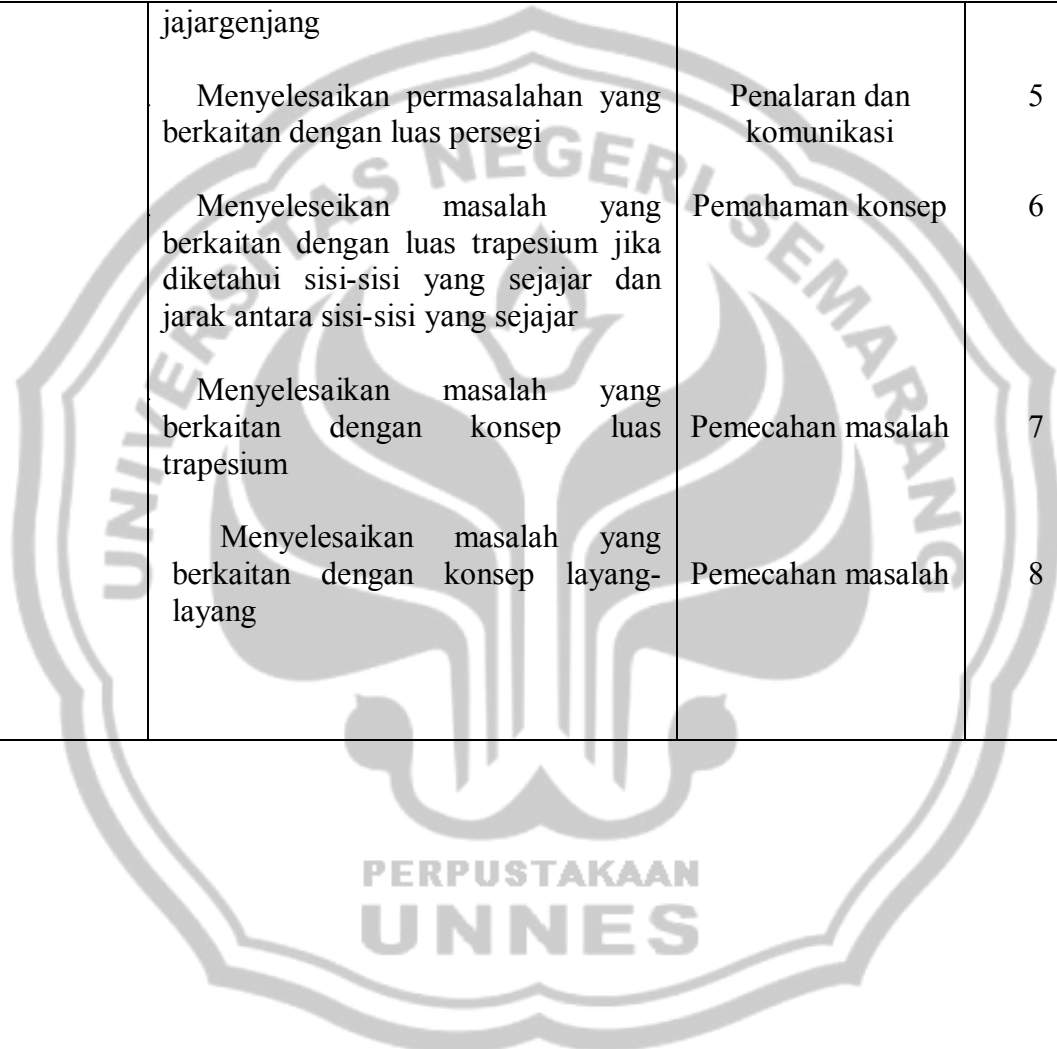 jajargenjang
Menyelesaikan permasalahan yang
berkaitan dengan luas persegi
Penalaran dan
komunikasi
5
Menyeleseikan masalah yang
berkaitan dengan luas trapesium jika
diketahui sisi-sisi yang sejajar dan
jarak antara sisi-sisi yang sejajar
Pemahaman konsep
6
Menyelesaikan masalah yang
berkaitan dengan konsep luas
trapesium
Pemecahan masalah
7
Menyelesaikan masalah yang
berkaitan dengan konsep layang-
layang
Pemecahan masalah
8
UNIVERSITAS NEGERI SEMARANG
PERPUSTAKAAN
UNNES